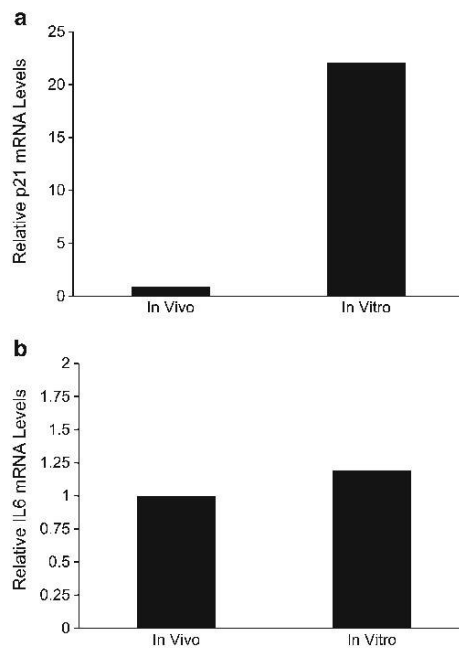 a
Relative p21 mRNA Levels
25
20
15
10
5
0
In Vivo
In Vitro
b
Relative IL6 mRNA Levels
2
1.75
1.5
1.25
1
0.75
0.5
0.25
0
In Vivo
In Vitro